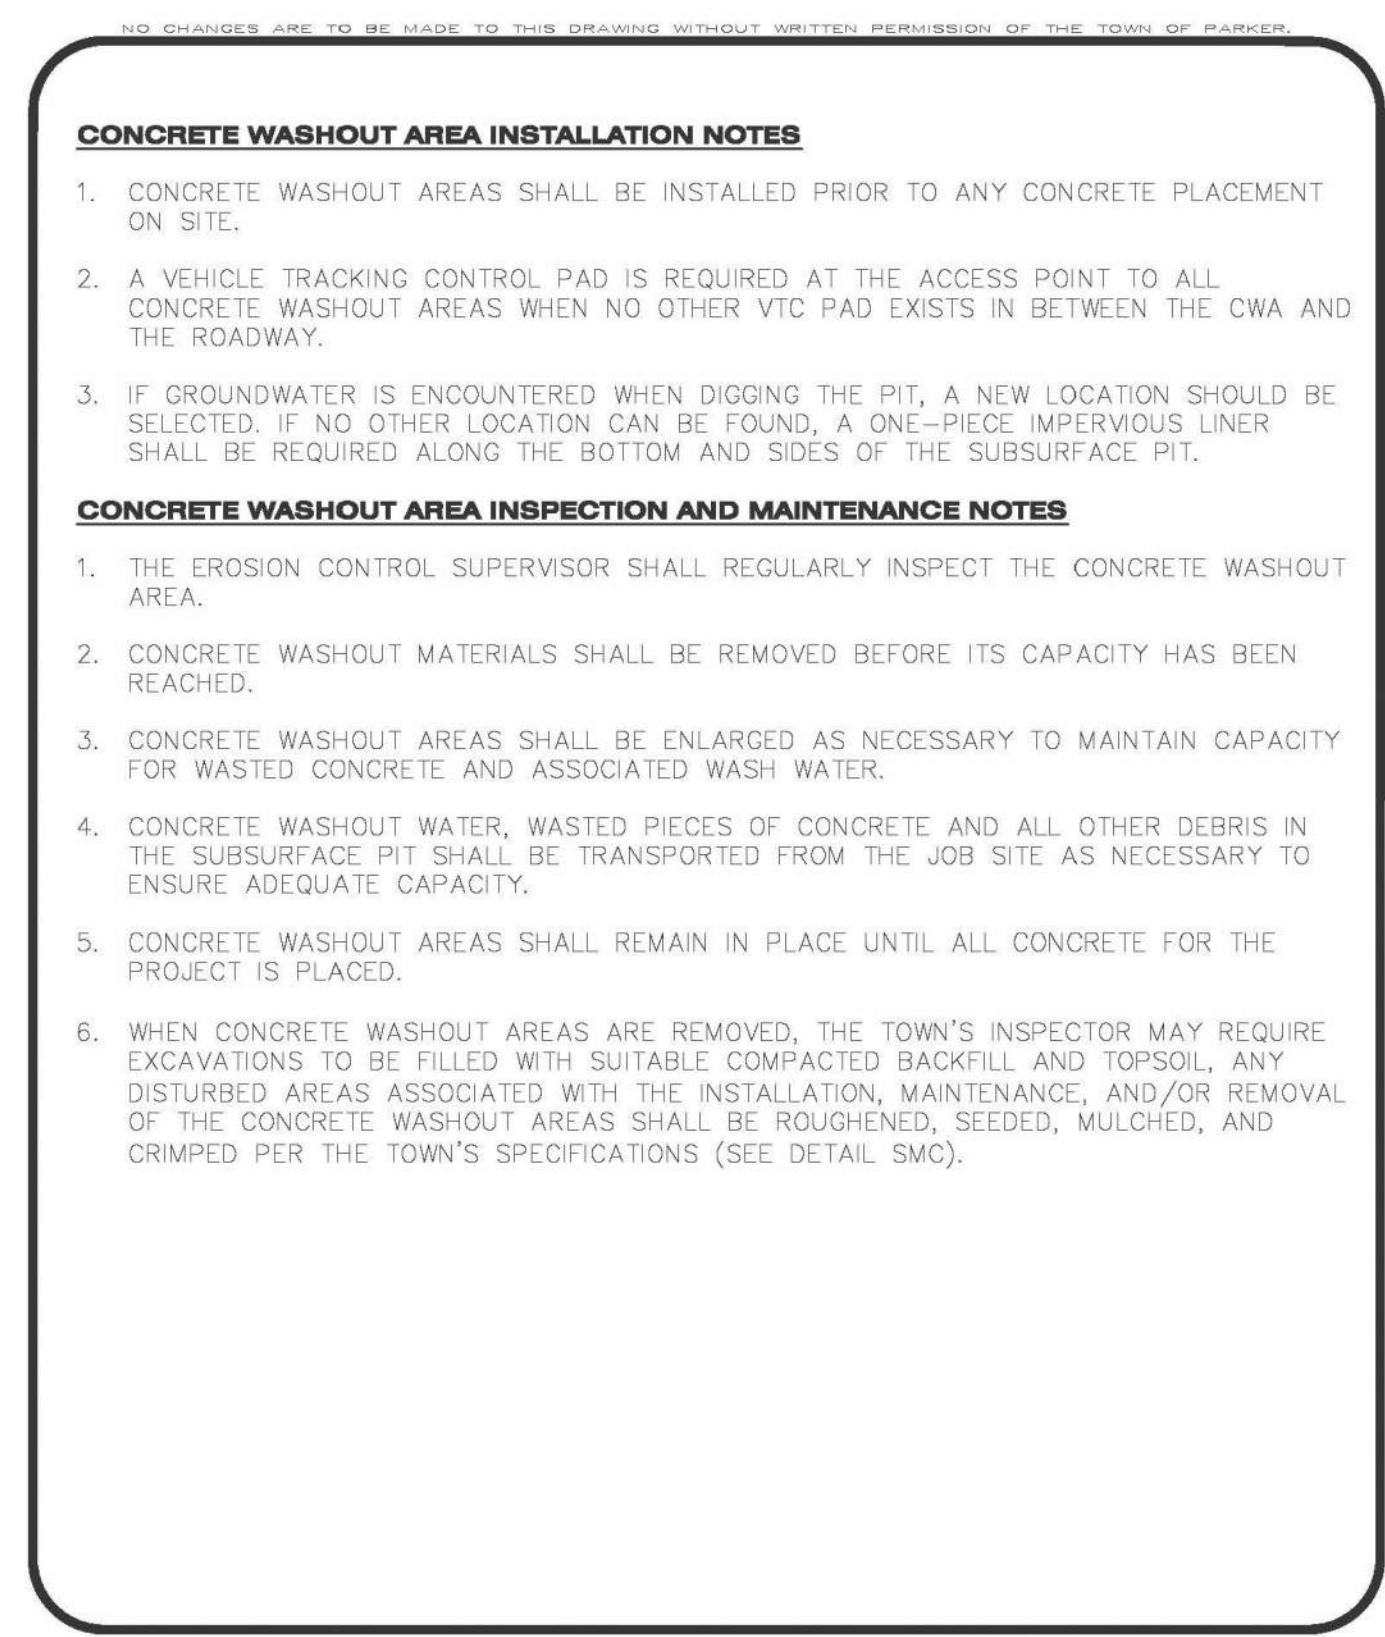 NO CHANGES ARE TO BE MADE TO THIS DRAWING WITHOUT WRITTEN PERMISSION OF THE TOWN OF PARKER.
CONCRETE WASHOUT AREA INSTALLATION NOTES
1. CONCRETE WASHOUT AREAS SHALL BE INSTALLED PRIOR TO ANY CONCRETE PLACEMENT
ON SITE.
2. A VEHICLE TRACKING CONTROL PAD IS REQUIRED AT THE ACCESS POINT TO ALL
CONCRETE WASHOUT AREAS WHEN NO OTHER VTC PAD EXISTS IN BETWEEN THE CWA AND
THE ROADWAY.
3. IF GROUNDWATER IS ENCOUNTERED WHEN DIGGING THE PIT, A NEW LOCATION SHOULD BE
SELECTED. IF NO OTHER LOCATION CAN BE FOUND, A ONE-PIECE IMPERVIOUS LINER
SHALL BE REQUIRED ALONG THE BOTTOM AND SIDES OF THE SUBSURFACE PIT.
CONCRETE WASHOUT AREA INSPECTION AND MAINTENANCE NOTES
1. THE EROSION CONTROL SUPERVISOR SHALL REGULARLY INSPECT THE CONCRETE WASHOUT
AREA.
2. CONCRETE WASHOUT MATERIALS SHALL BE REMOVED BEFORE ITS CAPACITY HAS BEEN
REACHED.
3. CONCRETE WASHOUT AREAS SHALL BE ENLARGED AS NECESSARY TO MAINTAIN CAPACITY
FOR WASTED CONCRETE AND ASSOCIATED WASH WATER.
4. CONCRETE WASHOUT WATER, WASTED PIECES OF CONCRETE AND ALL OTHER DEBRIS IN
THE SUBSURFACE PIT SHALL BE TRANSPORTED FROM THE JOB SITE AS NECESSARY TO
ENSURE ADEQUATE CAPACITY.
5. CONCRETE WASHOUT AREAS SHALL REMAIN IN PLACE UNTIL ALL CONCRETE FOR THE
PROJECT IS PLACED.
6. WHEN CONCRETE WASHOUT AREAS ARE REMOVED, THE TOWN'S INSPECTOR MAY REQUIRE
EXCAVATIONS TO BE FILLED WITH SUITABLE COMPACTED BACKFILL AND TOPSOIL, ANY
DISTURBED AREAS ASSOCIATED WITH THE INSTALLATION, MAINTENANCE, AND/OR REMOVAL
OF THE CONCRETE WASHOUT AREAS SHALL BE ROUGHENED, SEEDED, MULCHED, AND
CRIMPED PER THE TOWN'S SPECIFICATIONS (SEE DETAIL SMC).